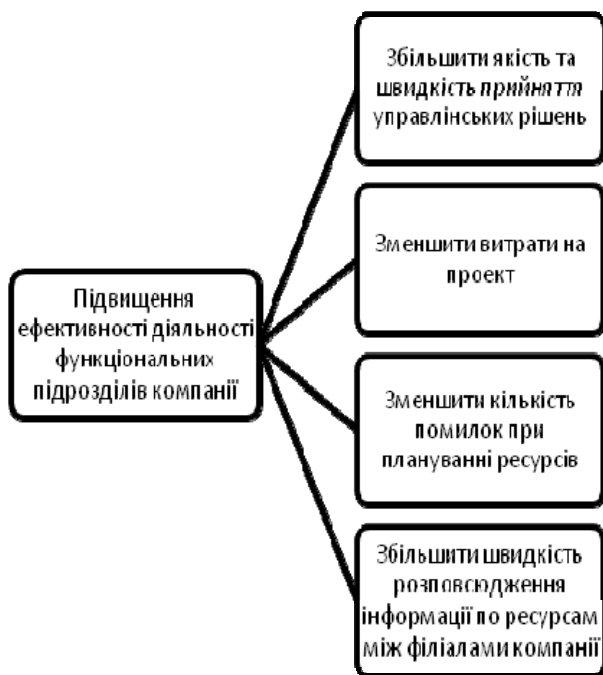 Збільшити якість та
швидкість прийняття
управлінських рішень
Зменшити витрати на
проект
Підвищення
ефективності діяльності
функціональних
підрозділів компанії
Зменшити кількість
помилок при
плануванні ресурсів
Збільшити швидкість
розповсюдження
інформації по ресурсам
між філіалами компанії